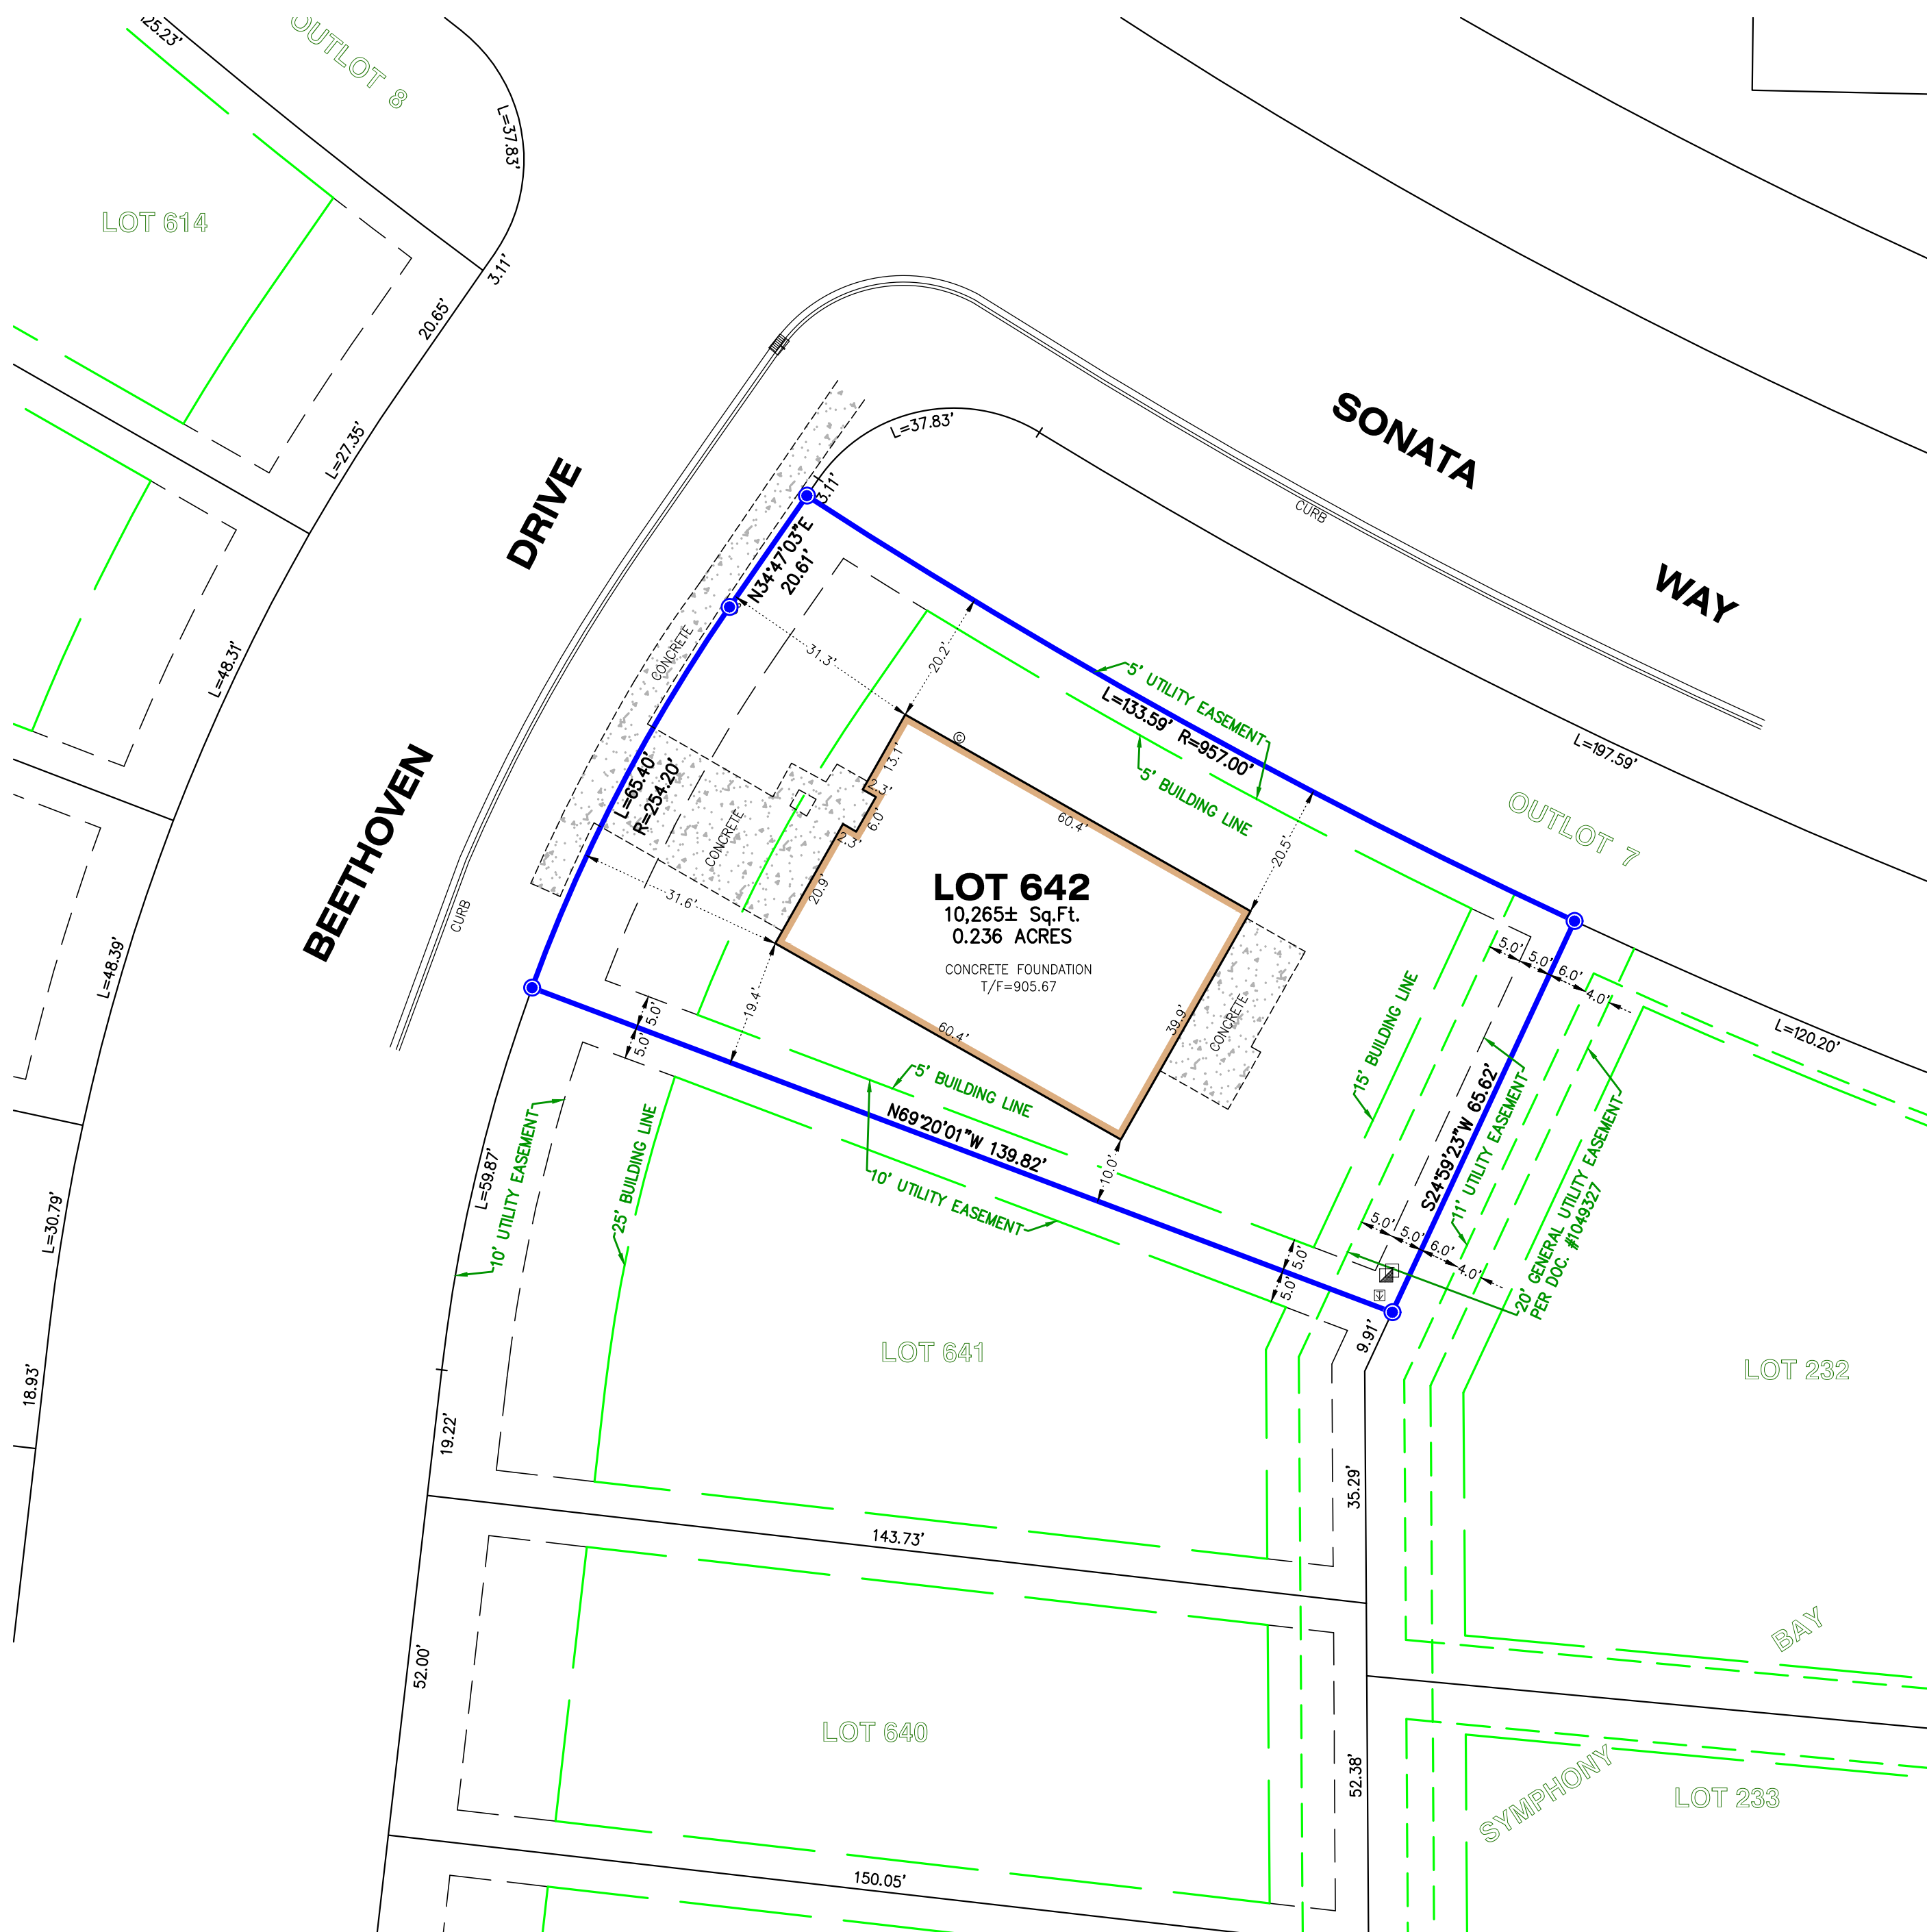 25.23'
OUTLOT 8
L=37.83'
LOT 614
3.11'
20.65'
L=27.35'
L=48.31'
L=48.39'
L=30.79'
18.93'
BEETHOVEN
DRIVE
SONATA
WAY
CURB
CURB
L=37.83'
3.11'
N34°47'03"E
20.61'
CONCRETE
31.3'
20.2'
5' UTILITY EASEMENT
L=133.59' R=957.00'
5' BUILDING LINE
L=197.59'
OUTLOT 7
L=65.40'
R=254.20'
CONCRETE
©
13.1'
2.3'
6.0'
2.3'
20.9'
60.4'
20.5'
31.6'
LOT 642
10,265± Sq.Ft.
0.236 ACRES
CONCRETE FOUNDATION
T/F=905.67
39.9'
CONCRETE
60.4'
19.4'
10.0'
5.0'
5.0'
5' BUILDING LINE
N69°20'01"W 139.82'
10' UTILITY EASEMENT
15' BUILDING LINE
5.0'
5.0'
6.0'
4.0'
L=120.20'
S24°59'23"W 65.62'
11' UTILITY EASEMENT
20' GENERAL UTILITY EASEMENT
PER DOC. #1049327
5.0'
5.0'
6.0'
4.0'
5.0'
5.0'
9.91'
L=59.87'
10' UTILITY EASEMENT
25' BUILDING LINE
LOT 641
LOT 232
19.22'
35.29'
143.73'
52.00'
LOT 640
52.38'
BAY
SYMPHONY
LOT 233
150.05'